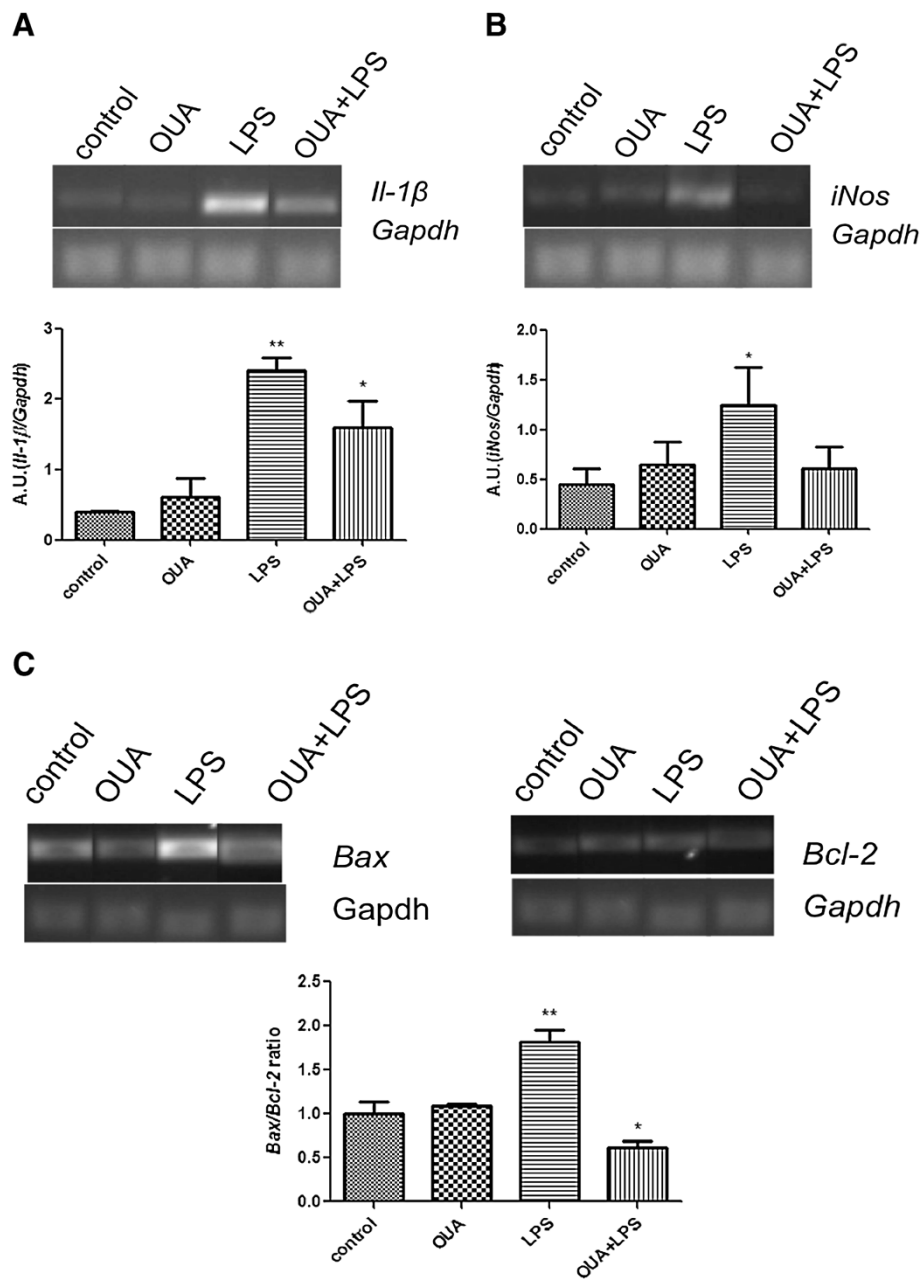 A
control
OUA
LPS
OUA+LPS
Il-1β
Gapdh
3
2
1
0
A.U.(Il-1β/Gapdh)
**
*
control
OUA
LPS
OUA+LPS
B
control
OUA
LPS
OUA+LPS
iNos
Gapdh
2.0
1.5
1.0
0.5
0.0
A.U.(iNos/Gapdh)
*
control
OUA
LPS
OUA+LPS
C
control
OUA
LPS
OUA+LPS
Bax
Gapdh
control
OUA
LPS
OUA+LPS
Bcl-2
Gapdh
2.5
2.0
1.5
1.0
0.5
0.0
Bax/Bcl-2 ratio
**
*
control
OUA
LPS
OUA+LPS